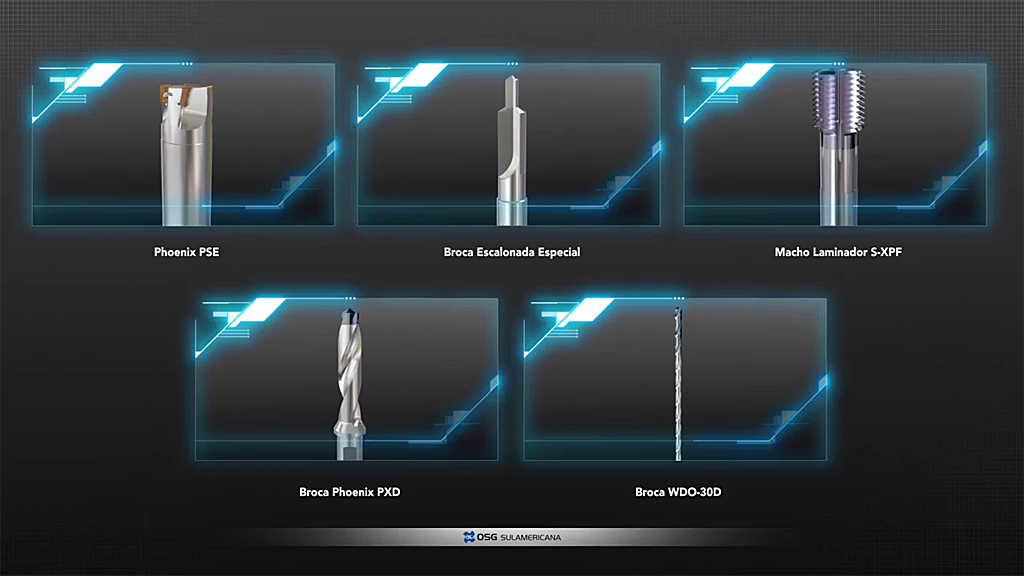 Phoenix PSE
Broca Escalonada Especial
Macho Laminador S-XPF
Broca Phoenix PXD
Broca WDO-30D
OSG SULAMERICANA